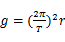 g = (2π/T)²r